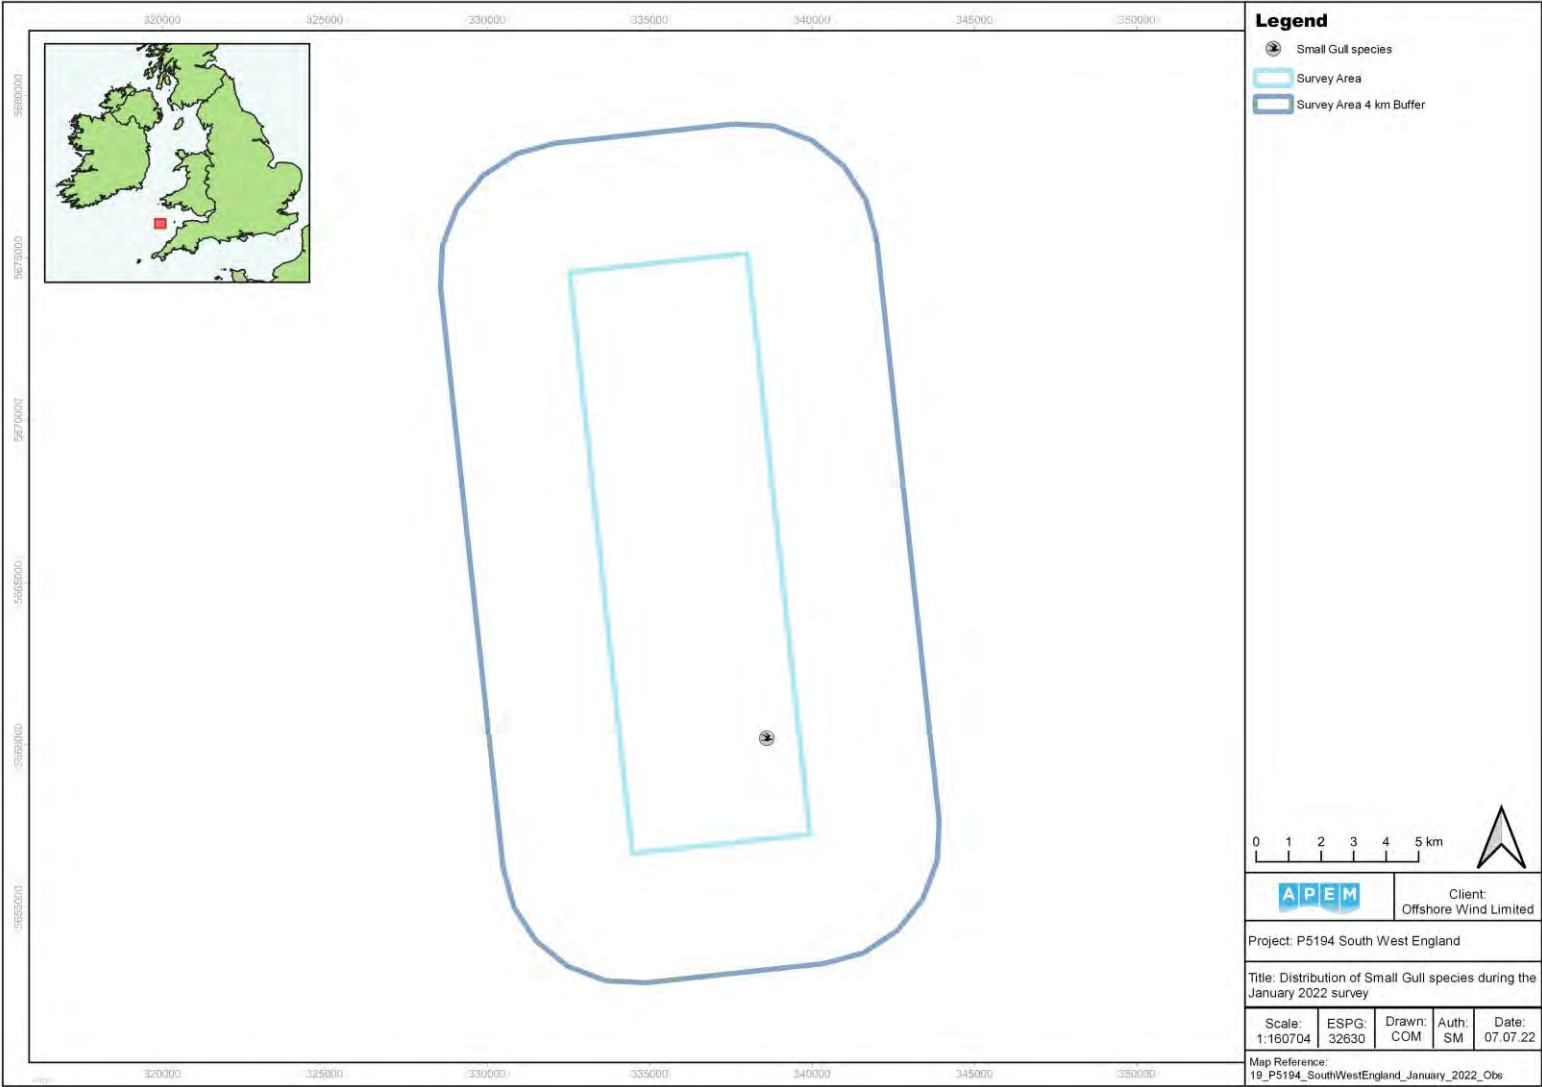 320000 325000 330000 335000 340000 345000 350000
5680000
5675000
5670000
5665000
5660000
5655000
320000 325000 330000 335000 340000 345000 350000
Legend
Small Gull species
Survey Area
Survey Area 4 km Buffer
0 1 2 3 4 5 km
APEM
Client:
Offshore Wind Limited
Project: P5194 South West England
Title: Distribution of Small Gull species during the
January 2022 survey
Scale: ESPG: Drawn: Auth: Date:
1:160704 32630 COM SM 07.07.22
Map Reference:
19_P5194_SouthWestEngland_January_2022_Obs